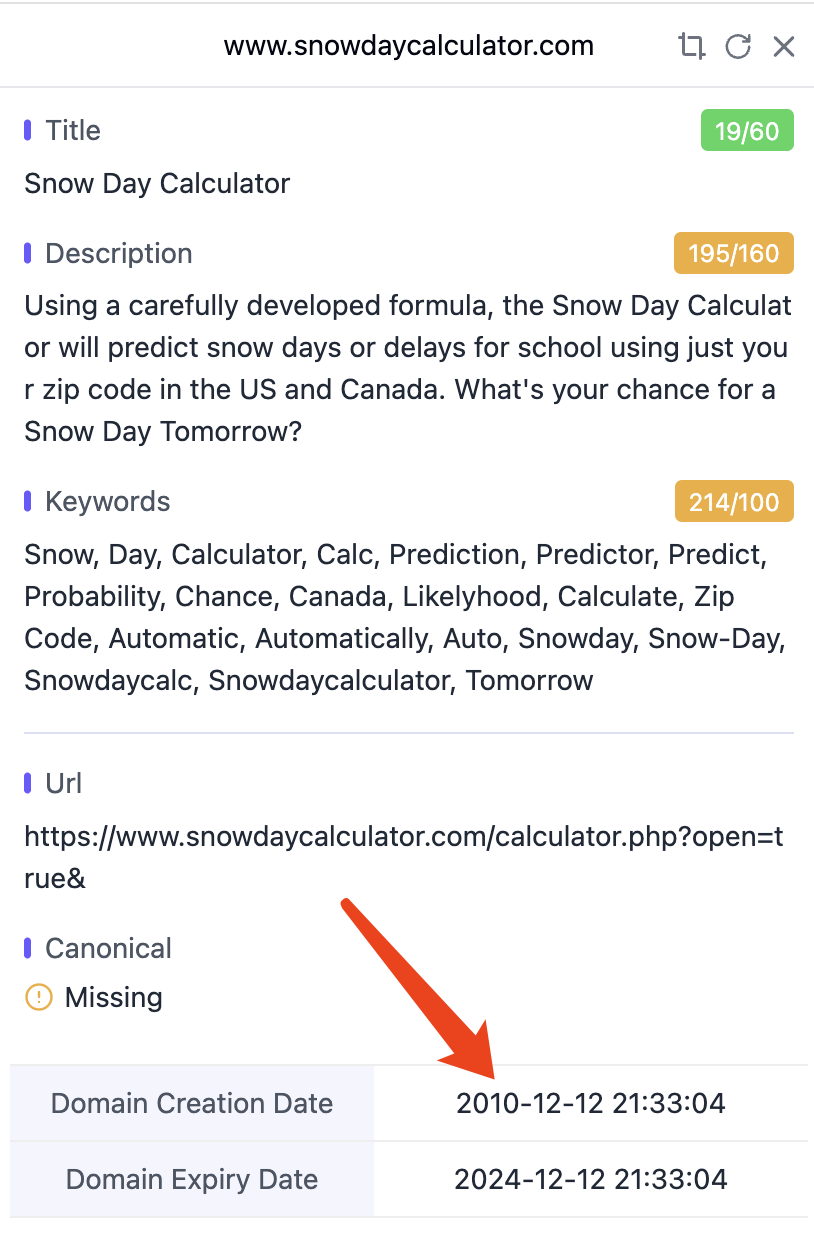 www.snowdaycalculator.com
Title
19/60
Snow Day Calculator
Description
195/160
Using a carefully developed formula, the Snow Day Calculat
or will predict snow days or delays for school using just you
r zip code in the US and Canada. What's your chance for a
Snow Day Tomorrow?
Keywords
214/100
Snow, Day, Calculator, Calc, Prediction, Predictor, Predict,
Probability, Chance, Canada, Likelyhood, Calculate, Zip
Code, Automatic, Automatically, Auto, Snowday, Snow-Day,
Snowdaycalc, Snowdaycalculator, Tomorrow
Url
https://www.snowdaycalculator.com/calculator.php?open=t
rue&
Canonical
Missing
Domain Creation Date 2010-12-12 21:33:04
Domain Expiry Date 2024-12-12 21:33:04